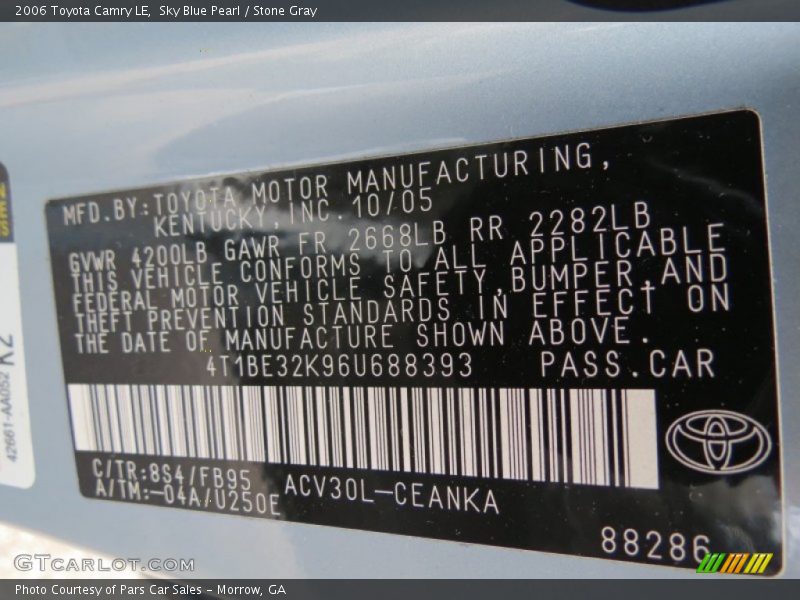 2006 Toyota Camry LE,  Sky Blue Pearl / Stone Gray
MFD.BY:TOYOTA MOTOR MANUFACTURING,
KENTUCKY,INC.10/05
GVWR 4200LB GAWR FR 2668LB RR 2282LB
THIS VEHICLE CONFORMS TO ALL APPLICABLE
FEDERAL MOTOR VEHICLE SAFETY,BUMPER,AND
THEFT PREVENTION STANDARDS IN EFFECT ON
THE DATE OF MANUFACTURE SHOWN ABOVE.
4T1BE32K96U688393 PASS.CAR
C/TR:8S4/FB95
A/TM:-04A/U250E
ACV30L-CEANKA
88286
42661-AA052
K2
GTCarLot.com
Photo Courtesy of Pars Car Sales – Morrow, GA